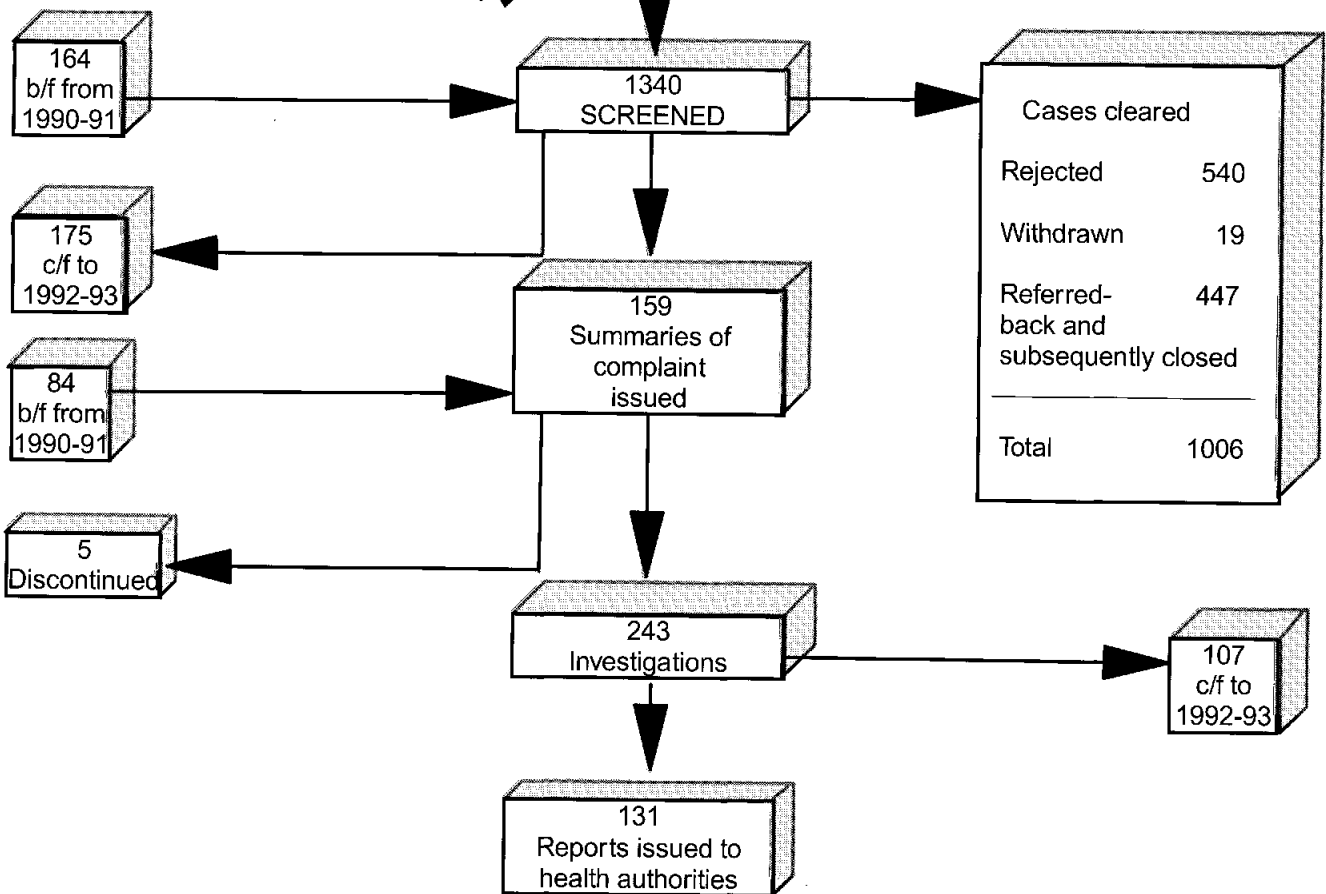 164
b/f from
1990-91
1340
SCREENED
Cases cleared
Rejected 540
Withdrawn 19
Referred- 447
back and
subsequently closed
Total 1006
175
c/f to
1992-93
159
Summaries of
complaint
issued
84
b/f from
1990-91
5
Discontinued
243
Investigations
107
c/f to
1992-93
131
Reports issued to
health authorities